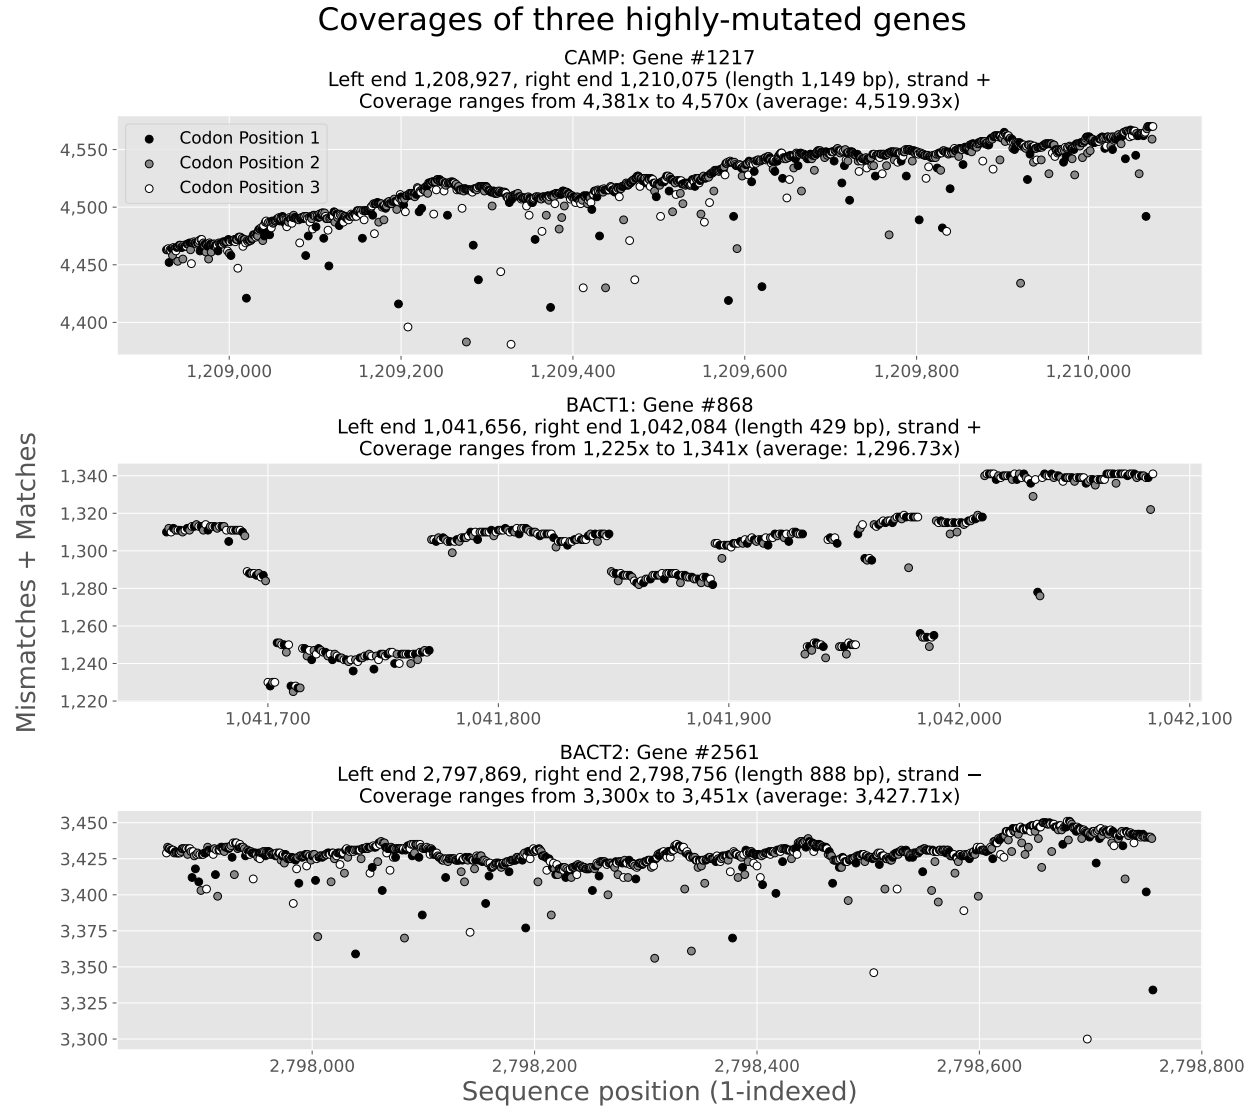 Coverages of three highly-mutated genes
CAMP: Gene #1217
Left end 1,208,927, right end 1,210,075 (length 1,149 bp), strand +
Coverage ranges from 4,381x to 4,570x (average: 4,519.93x)
Codon Position 1
Codon Position 2
Codon Position 3
4,550
4,500
4,450
4,400
1,209,000 1,209,200 1,209,400 1,209,600 1,209,800 1,210,000
BACT1: Gene #868
Left end 1,041,656, right end 1,042,084 (length 429 bp), strand +
Coverage ranges from 1,225x to 1,341x (average: 1,296.73x)
Mismatches + Matches
1,340
1,320
1,300
1,280
1,260
1,240
1,220
1,041,700 1,041,800 1,041,900 1,042,000 1,042,100
BACT2: Gene #2561
Left end 2,797,869, right end 2,798,756 (length 888 bp), strand −
Coverage ranges from 3,300x to 3,451x (average: 3,427.71x)
3,450
3,425
3,400
3,375
3,350
3,325
3,300
2,798,000 2,798,200 2,798,400 2,798,600 2,798,800
Sequence position (1-indexed)